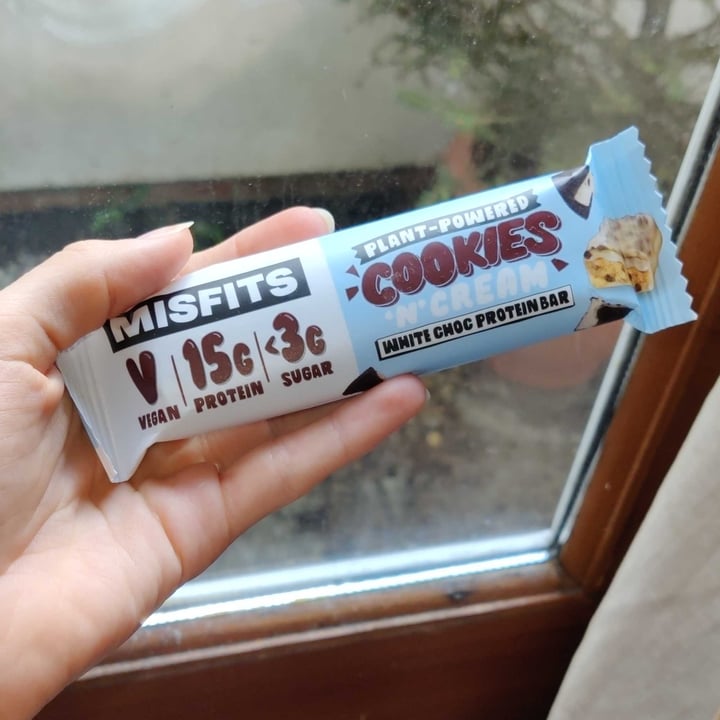 MISFITS
V
VEGAN
15G
PROTEIN
<3G
SUGAR
PLANT-POWERED
COOKIES
'N' CREAM
WHITE CHOC PROTEIN BAR